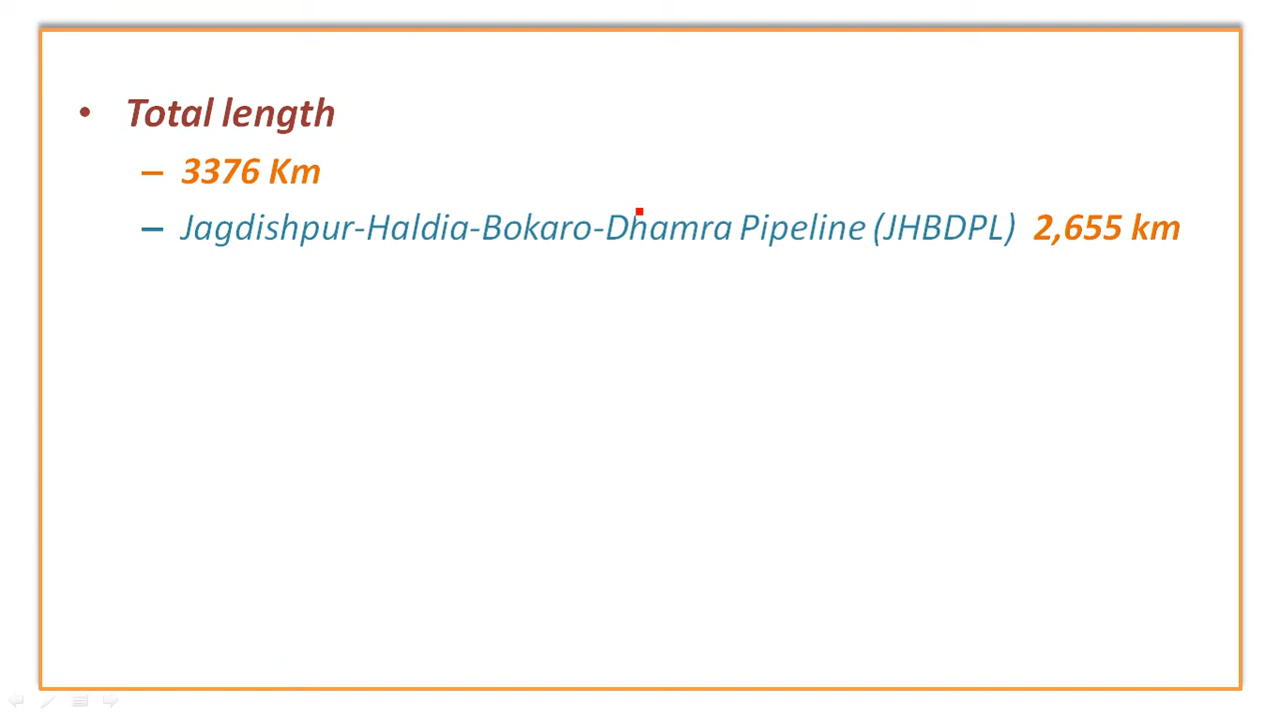 • Total length
– 3376 Km
– Jagdishpur-Haldia-Bokaro-Dhamra Pipeline (JHBDPL) 2,655 km